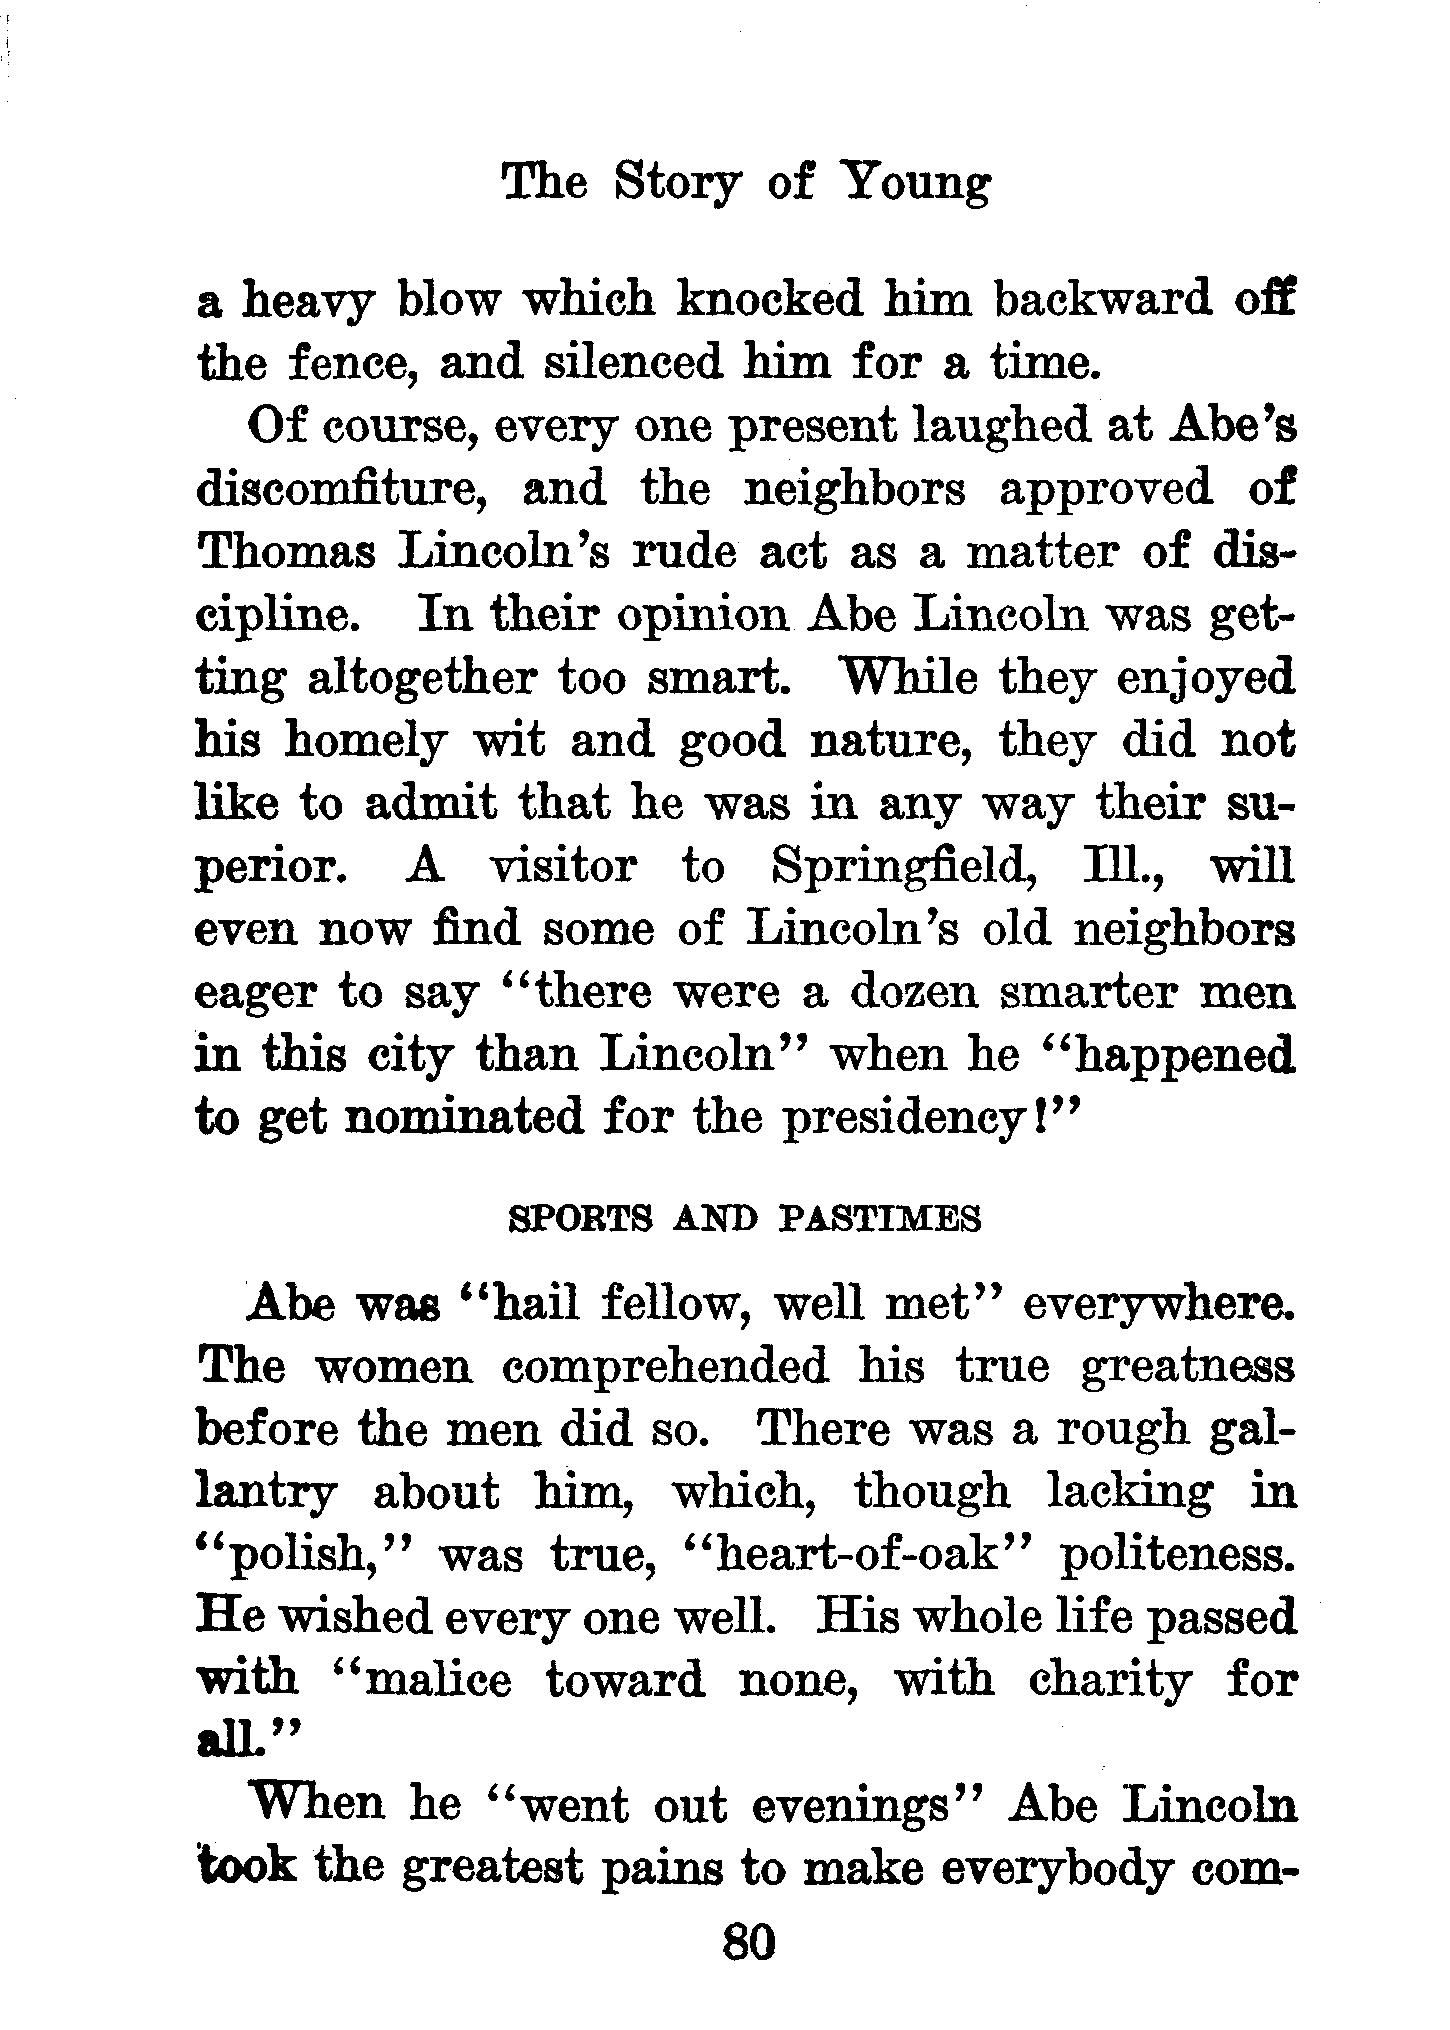 The Story of Young
a heavy blow which knocked him backward off
the fence, and silenced him for a time.
Of course, every one present laughed at Abe's
discomfiture, and the neighbors approved of
Thomas Lincoln's rude act as a matter of dis-
cipline. In their opinion Abe Lincoln was get-
ting altogether too smart. While they enjoyed
his homely wit and good nature, they did not
like to admit that he was in any way their su-
perior. A visitor to Springfield, Ill., will
even now find some of Lincoln's old neighbors
eager to say "there were a dozen smarter men
in this city than Lincoln" when he "happened
to get nominated for the presidency!"
SPORTS AND PASTIMES
Abe was "hail fellow, well met" everywhere.
The women comprehended his true greatness
before the men did so. There was a rough gal-
lantry about him, which, though lacking in
"polish," was true, "heart-of-oak" politeness.
He wished every one well. His whole life passed
with "malice toward none, with charity for
all."
When he "went out evenings" Abe Lincoln
took the greatest pains to make everybody com-
80